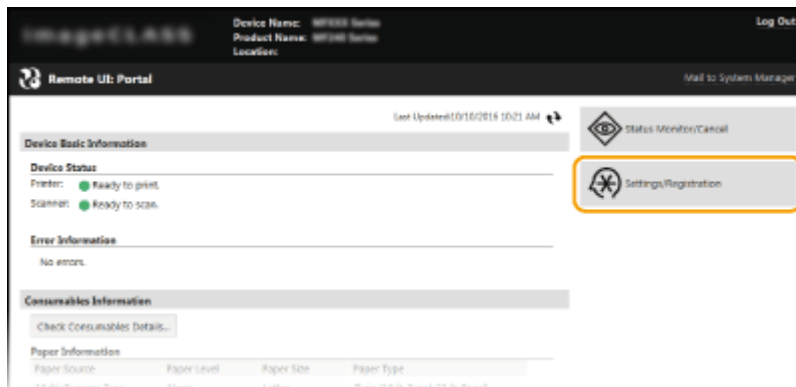 imageCLASS
Device Name:
Product Name:
Location:
Log Out
Remote UI: Portal
Mail to System Manager
Last Updated:10/10/2016 10:21 AM
Device Basic Information
Device Status
Printer: Ready to print.
Scanner: Ready to scan.
Error Information
No errors.
Consumables Information
Check Consumables Details...
Paper Information
Paper Source Paper Level Paper Size Paper Type
Status Monitor/Cancel
Settings/Registration